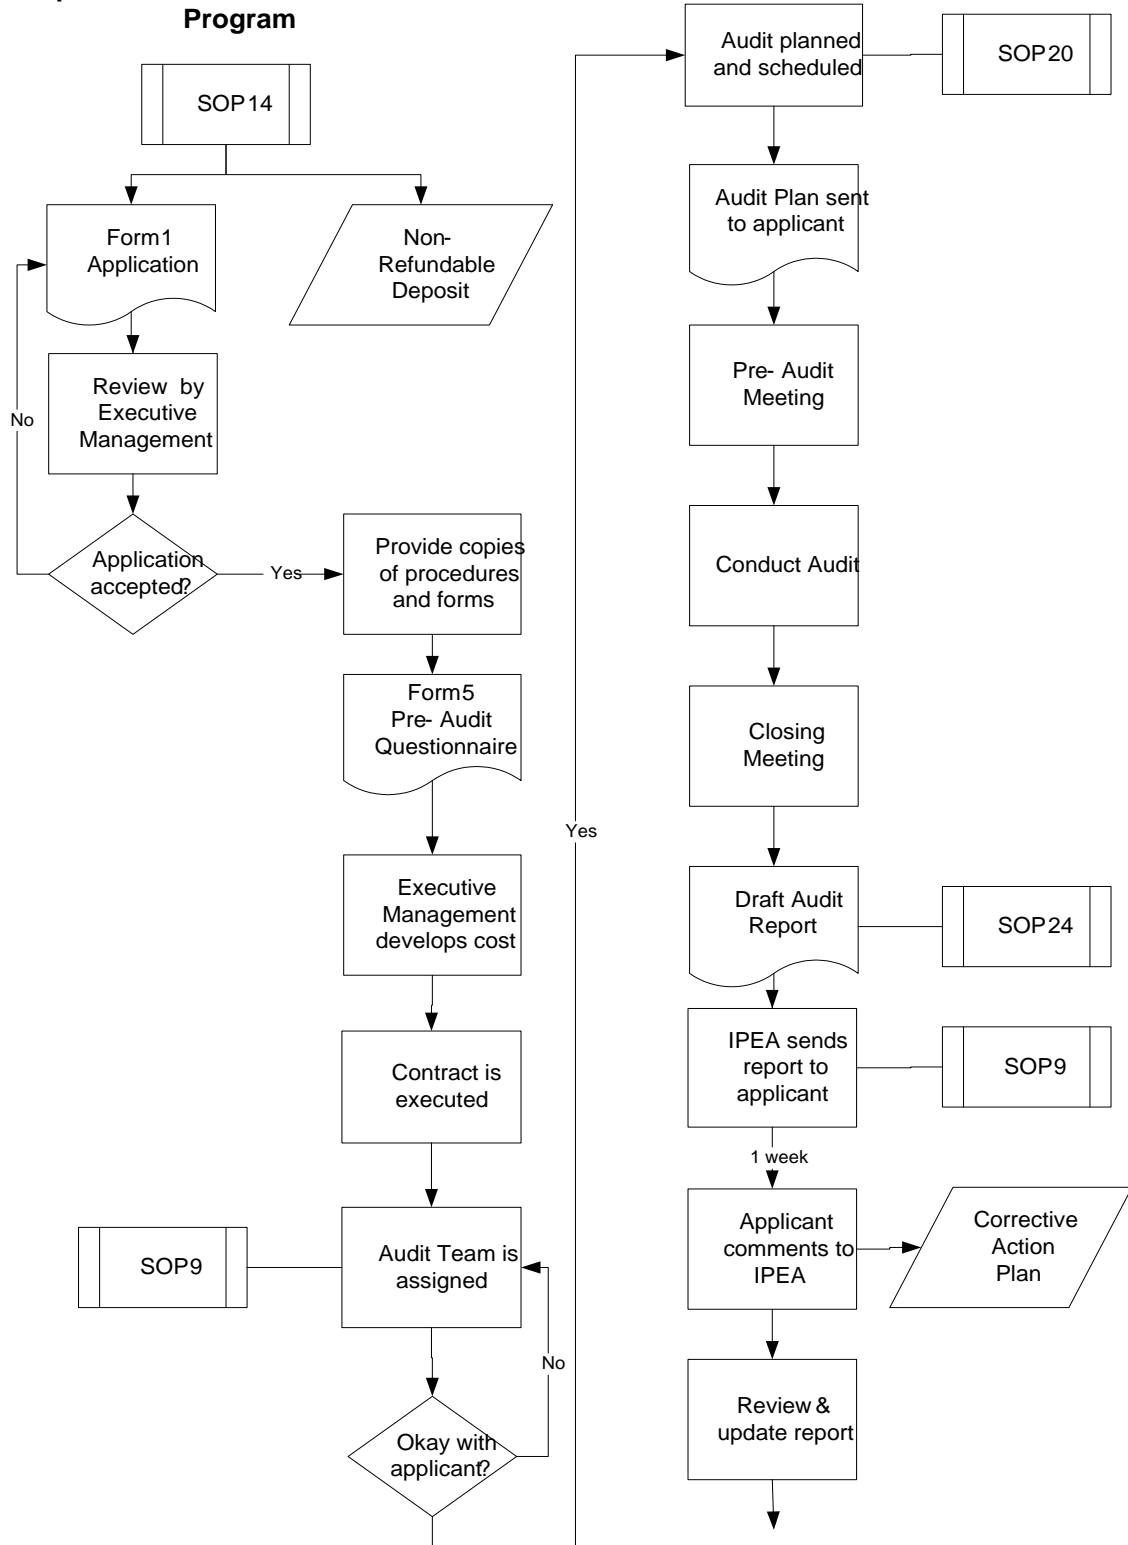 Program
SOP14
Form1
Application
Non-
Refundable
Deposit
Review by
Executive
Management
No
Application
accepted?
Yes
Provide copies
of procedures
and forms
Form5
Pre- Audit
Questionnaire
Executive
Management
develops cost
Contract is
executed
SOP9
Audit Team is
assigned
No
Okay with
applicant?
Yes
Audit planned
and scheduled
SOP20
Audit Plan sent
to applicant
Pre- Audit
Meeting
Conduct Audit
Closing
Meeting
Draft Audit
Report
SOP24
IPEA sends
report to
applicant
SOP9
1 week
Applicant
comments to
IPEA
Corrective
Action
Plan
Review &
update report